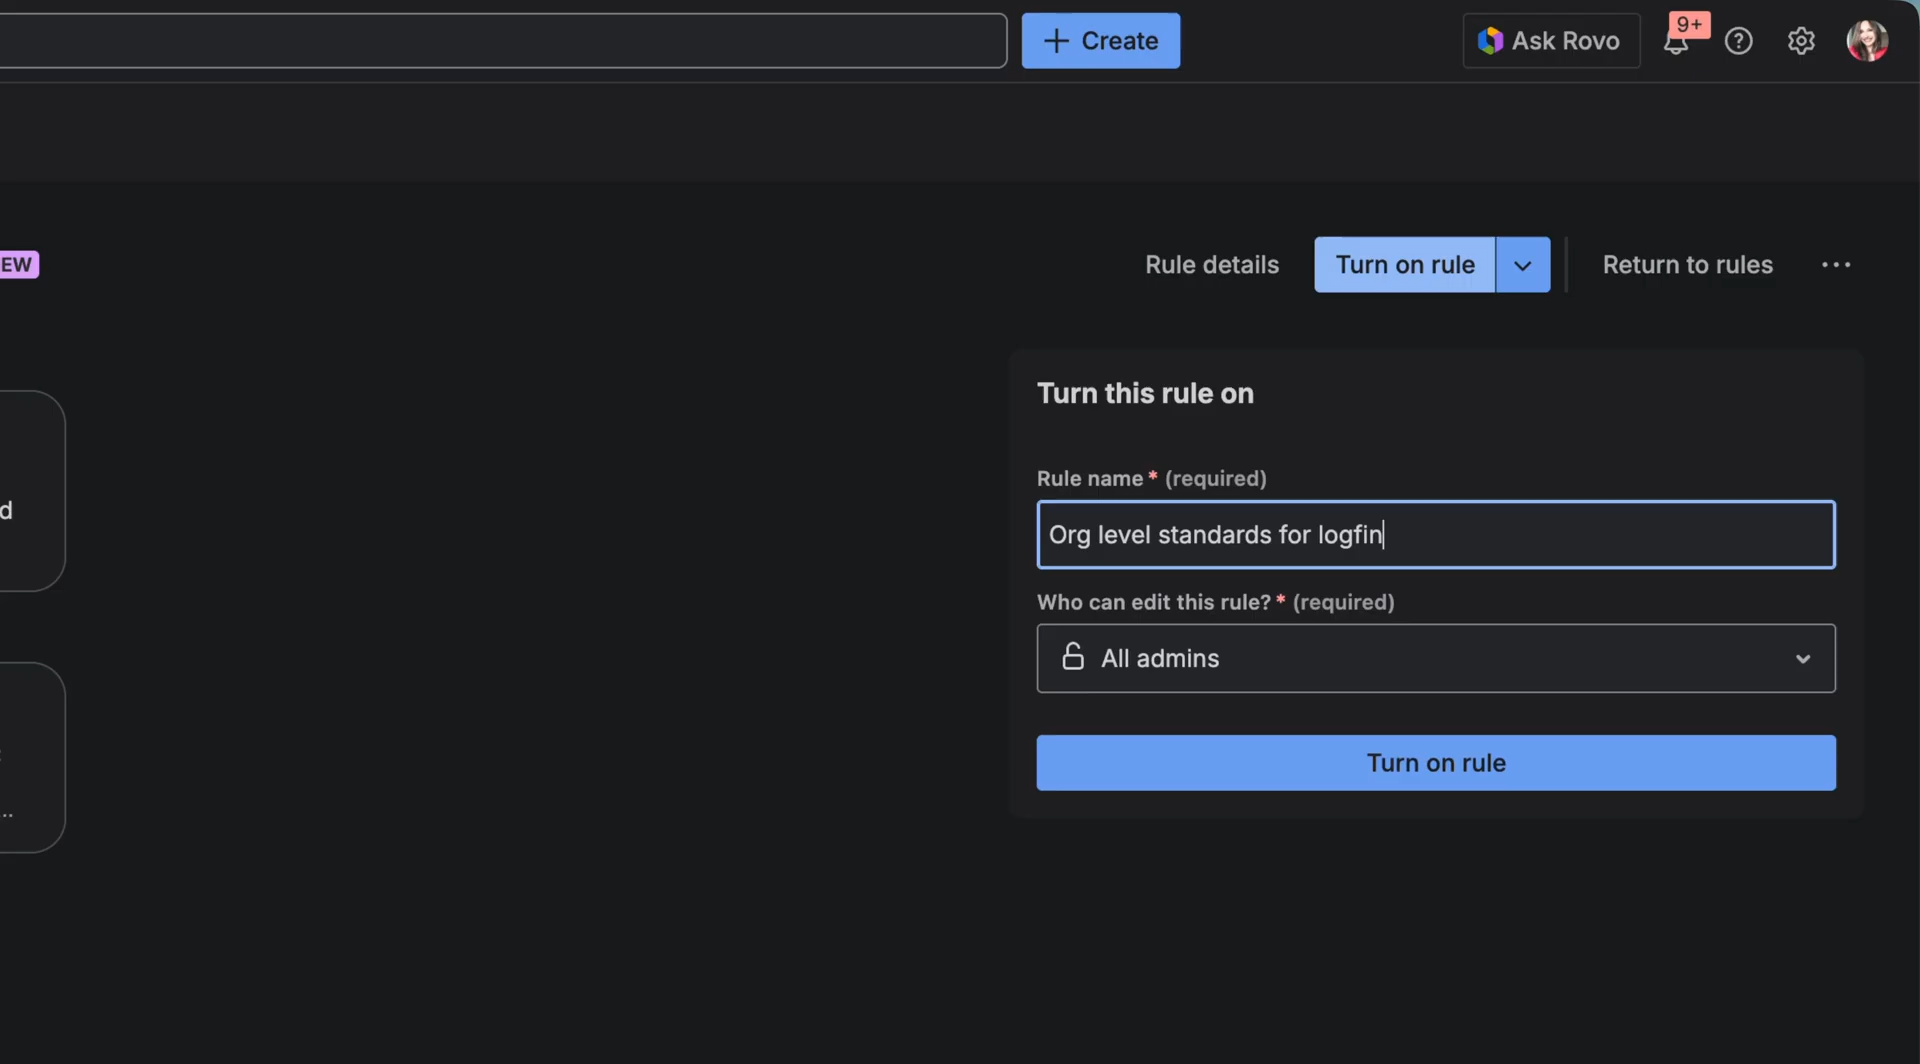 + Create
Ask Rovo
9+
EW
Rule details
Turn on rule
Return to rules
Turn this rule on
Rule name * (required)
Org level standards for logfin
d
Who can edit this rule? * (required)
All admins
Turn on rule
...